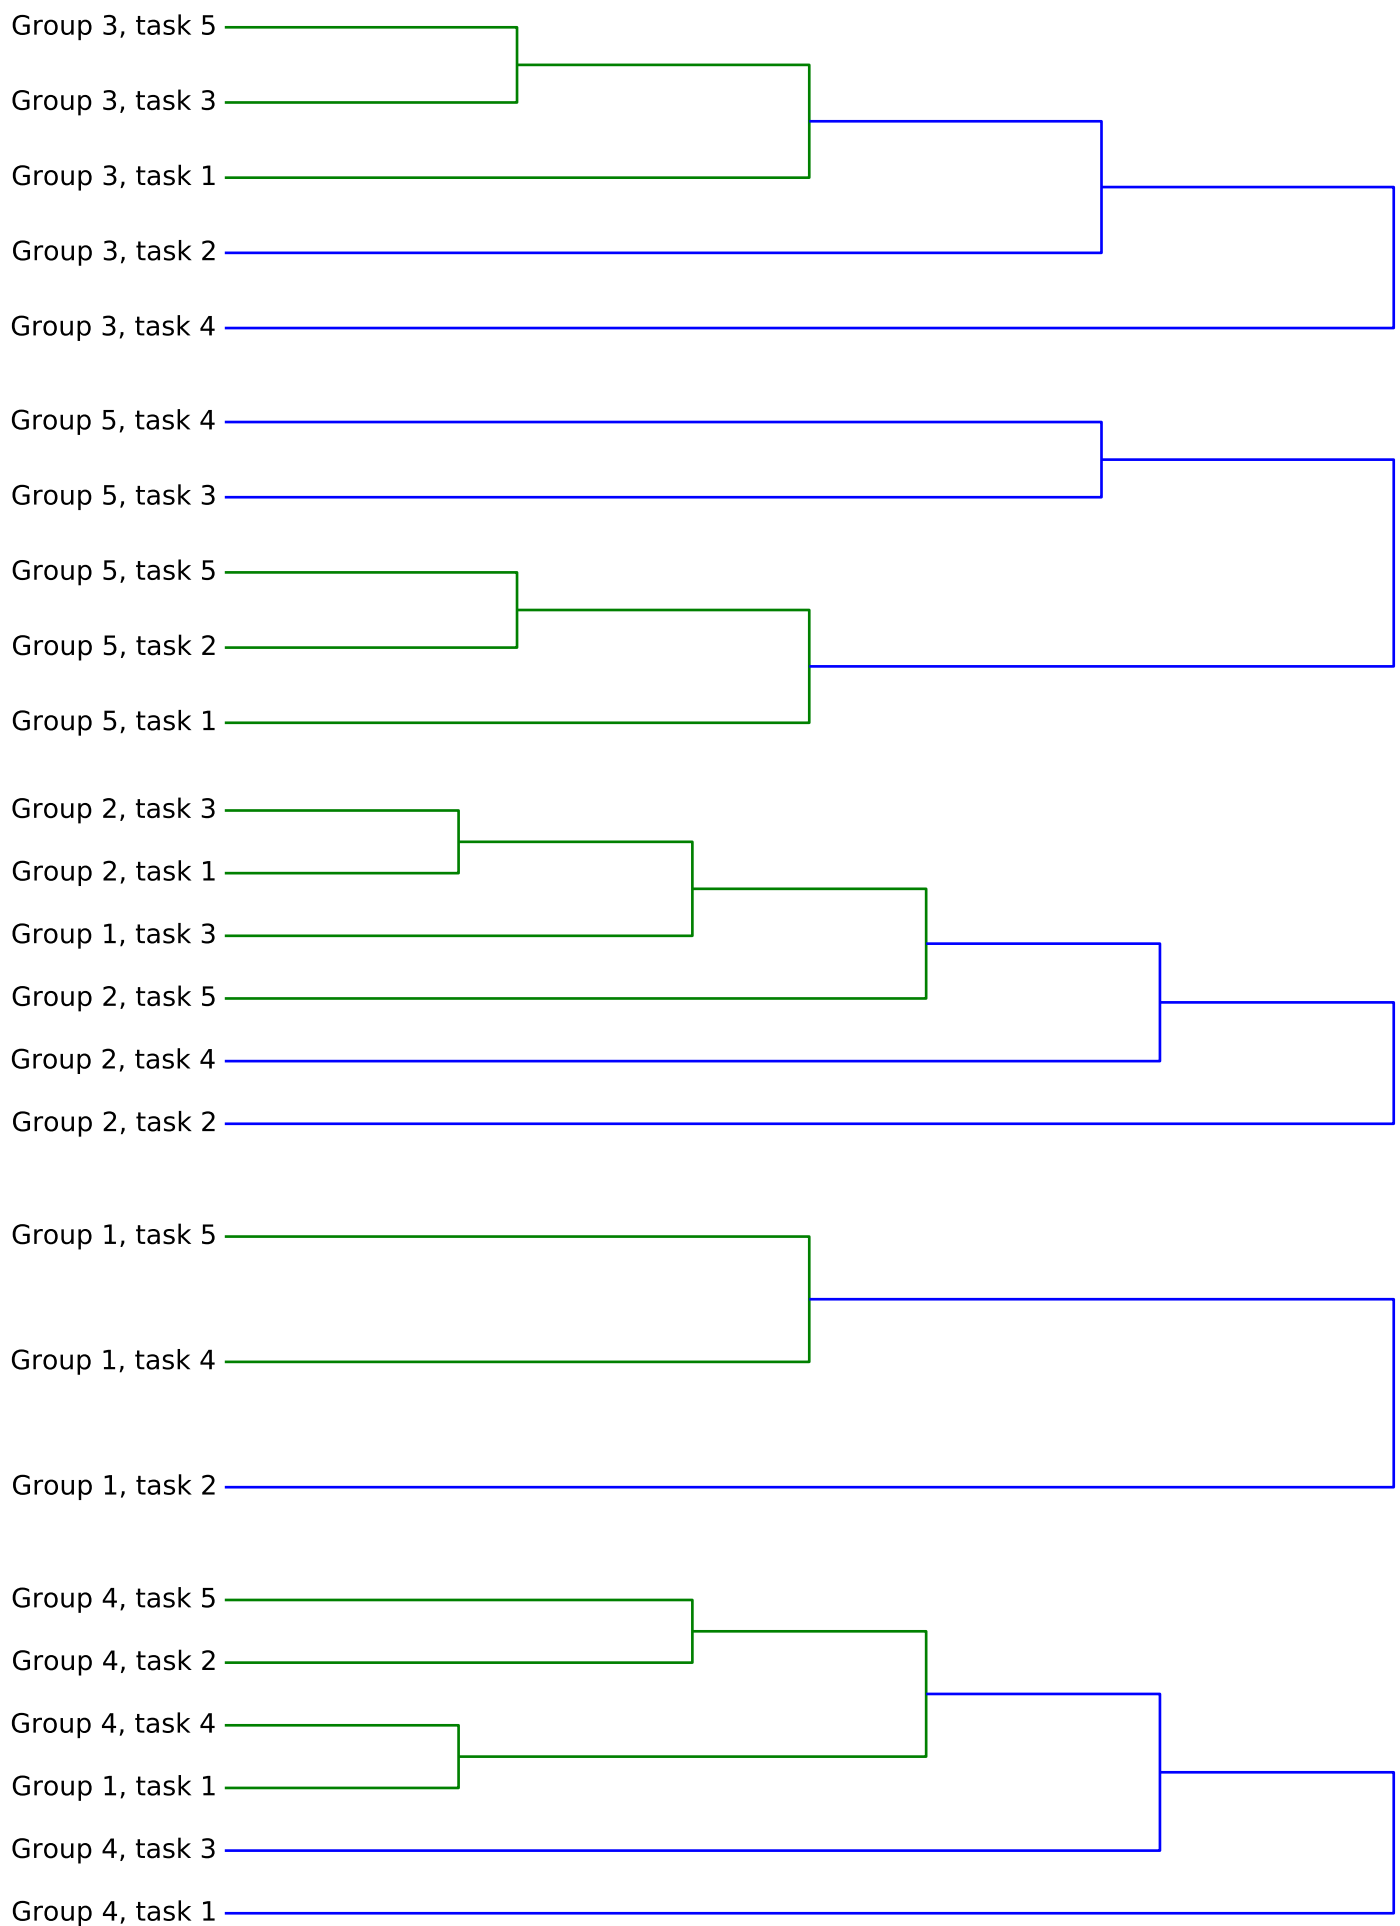 Group 3, task 5
Group 3, task 3
Group 3, task 1
Group 3, task 2
Group 3, task 4
Group 5, task 4
Group 5, task 3
Group 5, task 5
Group 5, task 2
Group 5, task 1
Group 2, task 3
Group 2, task 1
Group 1, task 3
Group 2, task 5
Group 2, task 4
Group 2, task 2
Group 1, task 5
Group 1, task 4
Group 1, task 2
Group 4, task 5
Group 4, task 2
Group 4, task 4
Group 1, task 1
Group 4, task 3
Group 4, task 1